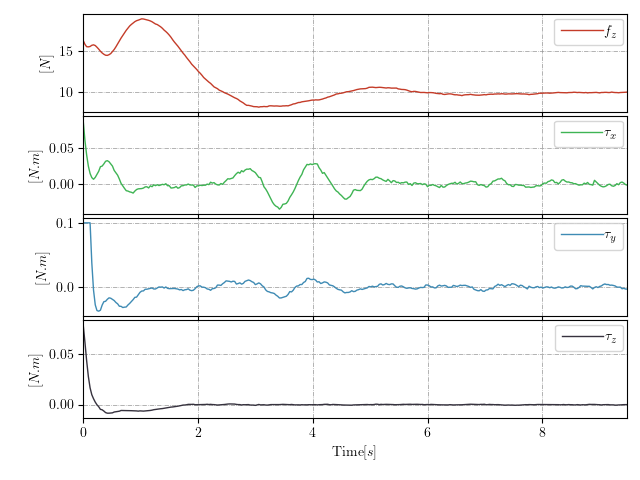 f_z
[N]
15
10
τ_x
[N.m]
0.05
0.00
τ_y
[N.m]
0.1
0.0
τ_z
[N.m]
0.05
0.00
0 2 4 6 8
Time[s]